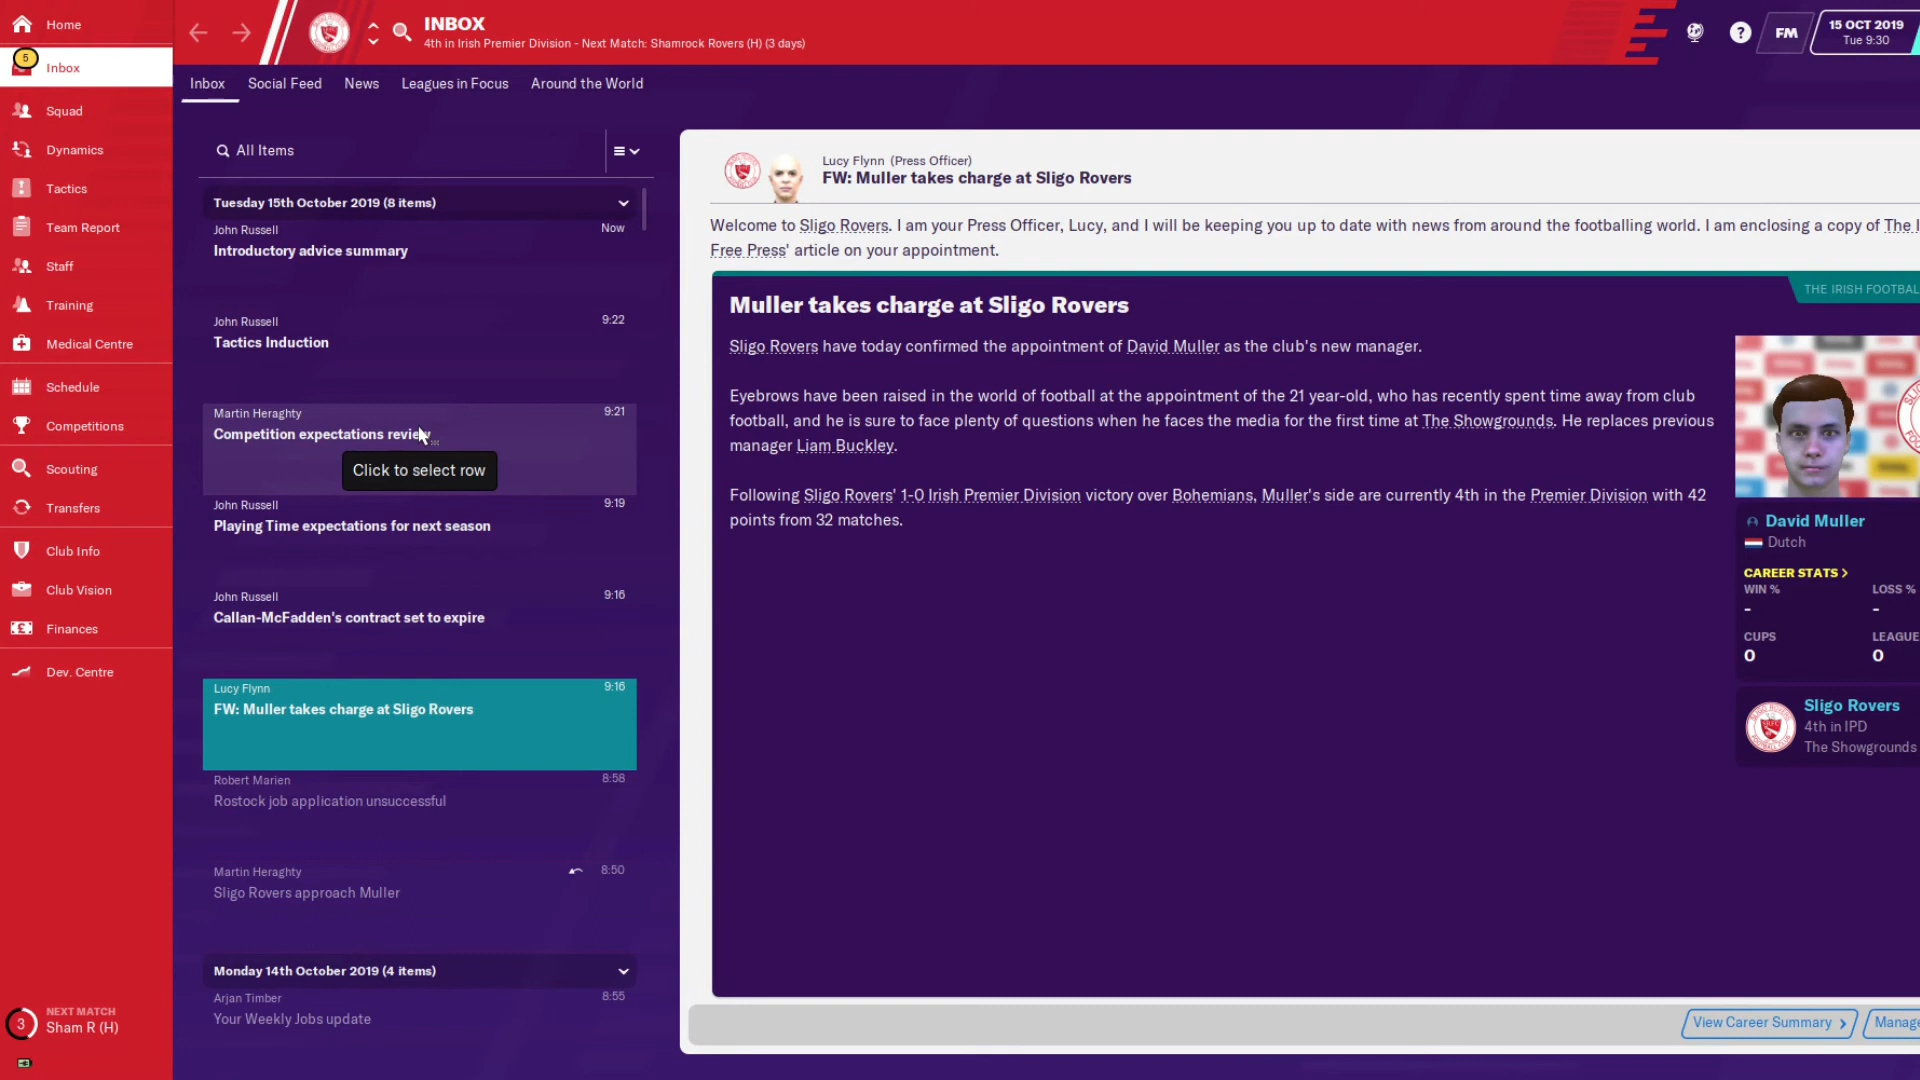 Home
5
Inbox
Squad
Dynamics
Tactics
Team Report
Staff
Training
Medical Centre
Schedule
Competitions
Scouting
Transfers
Club Info
Club Vision
Finances
Dev. Centre
3
NEXT MATCH
Sham R (H)
INBOX
4th in Irish Premier Division - Next Match: Shamrock Rovers (H) (3 days)
?
FM
15 OCT 2019
Tue 9:30
Inbox
Social Feed
News
Leagues in Focus
Around the World
All Items
Tuesday 15th October 2019 (8 items)
John Russell
Now
Introductory advice summary
John Russell
9:22
Tactics Induction
Martin Heraghty
9:21
Competition expectations review
Click to select row
John Russell
9:19
Playing Time expectations for next season
John Russell
9:16
Callan-McFadden's contract set to expire
Lucy Flynn
9:16
FW: Muller takes charge at Sligo Rovers
Robert Marien
8:58
Rostock job application unsuccessful
Martin Heraghty
8:50
Sligo Rovers approach Muller
Monday 14th October 2019 (4 items)
Arjan Timber
8:55
Your Weekly Jobs update
Lucy Flynn (Press Officer)
FW: Muller takes charge at Sligo Rovers
Welcome to Sligo Rovers. I am your Press Officer, Lucy, and I will be keeping you up to date with news from around the footballing world. I am enclosing a copy of The I
Free Press' article on your appointment.
THE IRISH FOOTBAL
Muller takes charge at Sligo Rovers
Sligo Rovers have today confirmed the appointment of David Muller as the club's new manager.
Eyebrows have been raised in the world of football at the appointment of the 21 year-old, who has recently spent time away from club
football, and he is sure to face plenty of questions when he faces the media for the first time at The Showgrounds. He replaces previous
manager Liam Buckley.
Following Sligo Rovers' 1-0 Irish Premier Division victory over Bohemians, Muller's side are currently 4th in the Premier Division with 42
points from 32 matches.
David Muller
Dutch
CAREER STATS >
WIN %
LOSS %
-
-
CUPS
LEAGUE
0
0
Sligo Rovers
4th in IPD
The Showgrounds
View Career Summary >
Manage